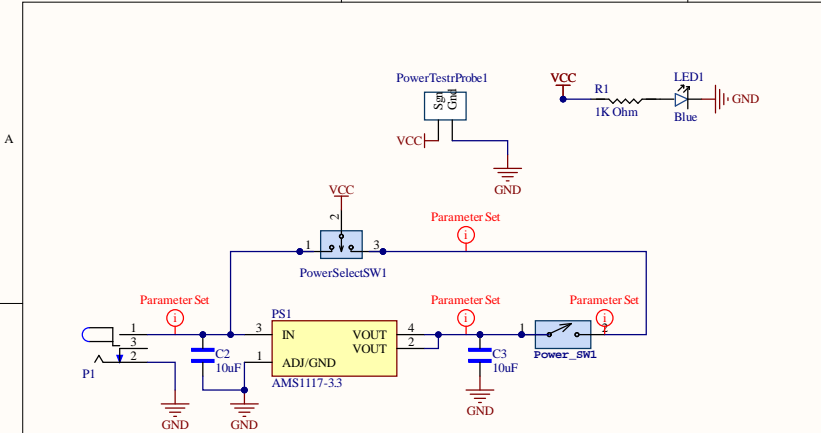 PowerTestrProbe1
Sgn
Gnd
VCC
GND
VCC
R1
1K Ohm
LED1
Blue
GND
A
VCC
2
1
3
PowerSelectSW1
Parameter Set
i
Parameter Set
i
Parameter Set
i
Parameter Set
i
P1
1
3
2
GND
C2
10uF
GND
PS1
3
IN
1
ADJ/GND
VOUT
4
VOUT
2
AMS1117-3.3
C3
10uF
GND
1
2
Power_SW1